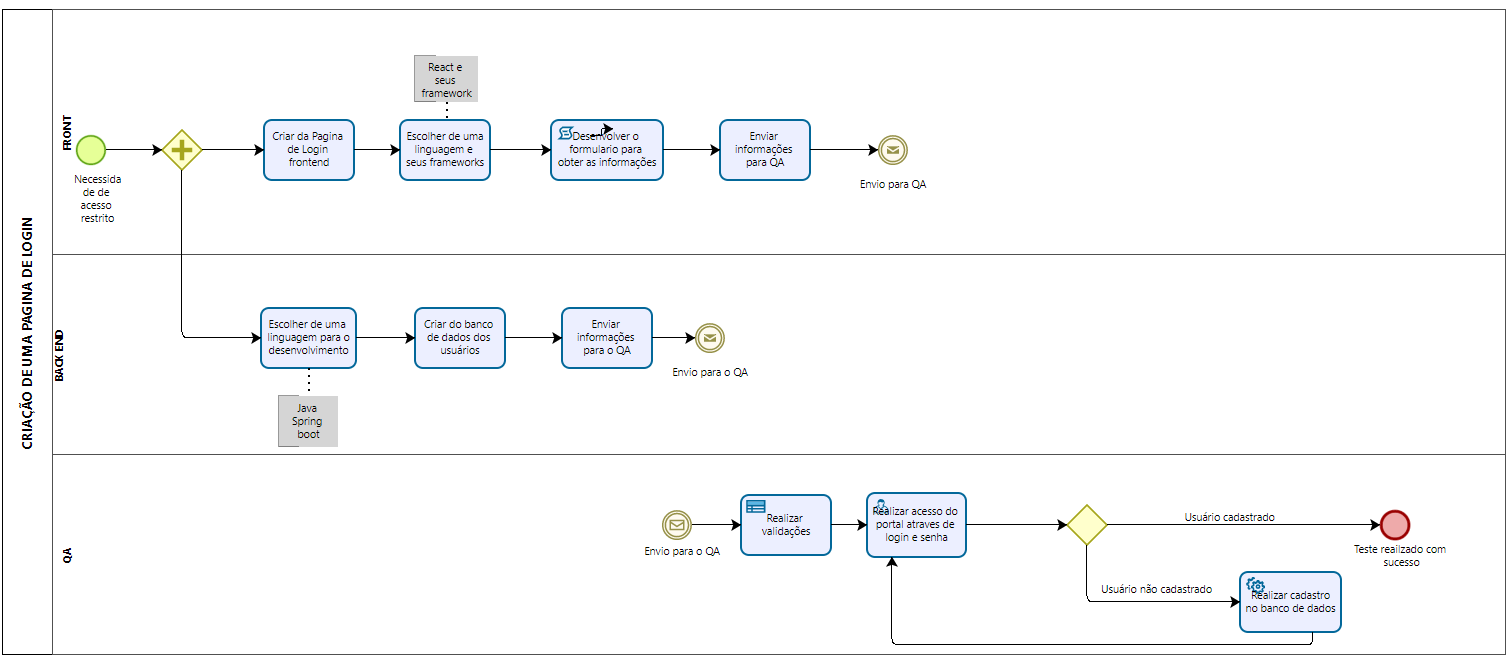 CRIAÇÃO DE UMA PAGINA DE LOGIN
FRONT
Necessida
de de
acesso
restrito
Criar da Pagina
de Login
frontend
React e
seus
framework
Escolher de uma
linguagem e
seus frameworks
Desenvolver o
formulario para
obter as informações
Enviar
informações
para QA
Envio para QA
BACK END
Escolher de uma
linguagem para o
desenvolvimento
Java
Spring
boot
Criar do banco
de dados dos
usuários
Enviar
informações
para o QA
Envio para o QA
QA
Envio para o QA
Realizar
validações
Realizar acesso do
portal atraves de
login e senha
Usuário cadastrado
Teste realizado com
sucesso
Usuário não cadastrado
Realizar cadastro
no banco de dados